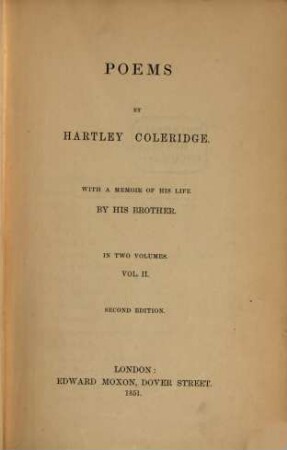 POEMS
BY
HARTLEY COLERIDGE.
WITH A MEMOIR OF HIS LIFE
BY HIS BROTHER.
IN TWO VOLUMES.
VOL. II.
SECOND EDITION.
LONDON:
EDWARD MOXON, DOVER STREET.
1851.